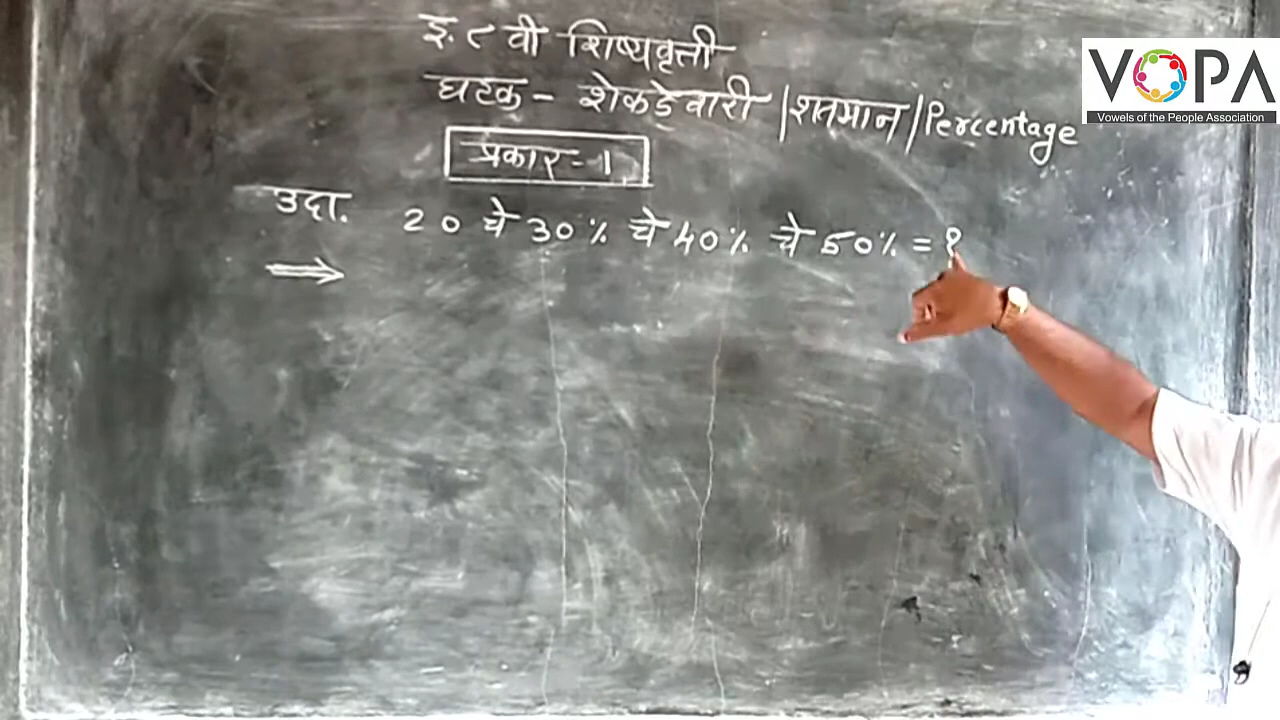 इ. ८ वी शिष्यवृत्ती
घटक - शेकडेवारी / शतमान / Percentage
प्रकार - 1
उदा. 20 चे 30% चे 40% चे 50% = ?
VOPA
Vowels of the People Association